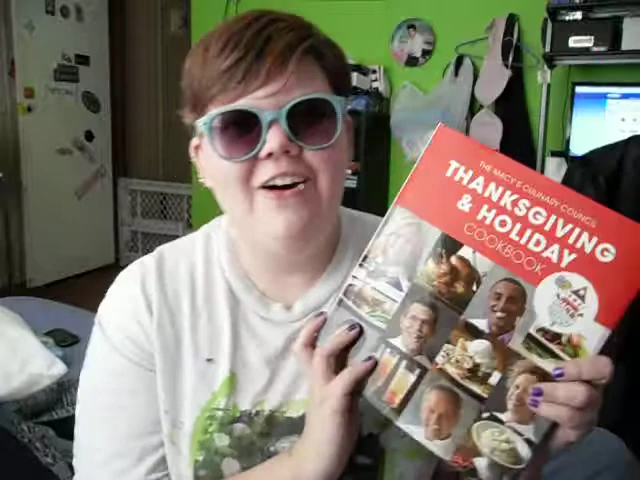 THE MACY'S CULINARY COUNCIL
THANKSGIVING
& HOLIDAY
COOKBOOK